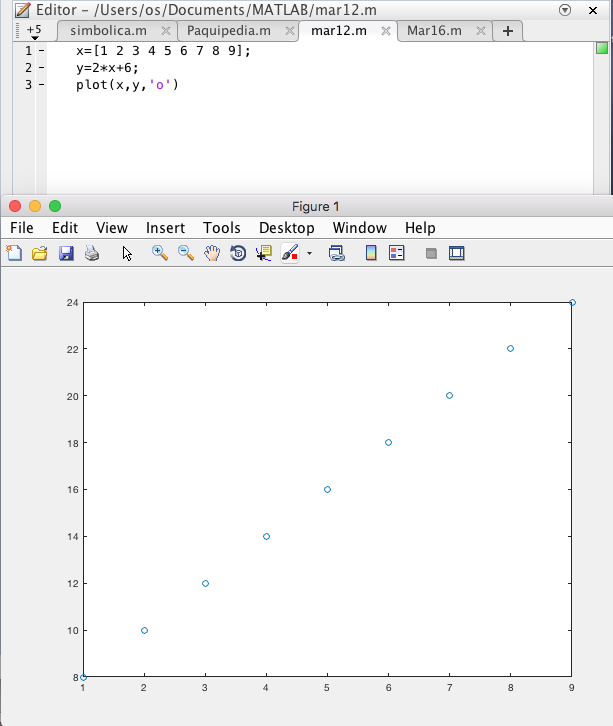 Editor – /Users/os/Documents/MATLAB/mar12.m
+5 simbolica.m Paquipedia.m mar12.m Mar16.m
1 – x=[1 2 3 4 5 6 7 8 9];
2 – y=2*x+6;
3 – plot(x,y,'o')
Figure 1
File Edit View Insert Tools Desktop Window Help
24
22
20
18
16
14
12
10
8
1 2 3 4 5 6 7 8 9